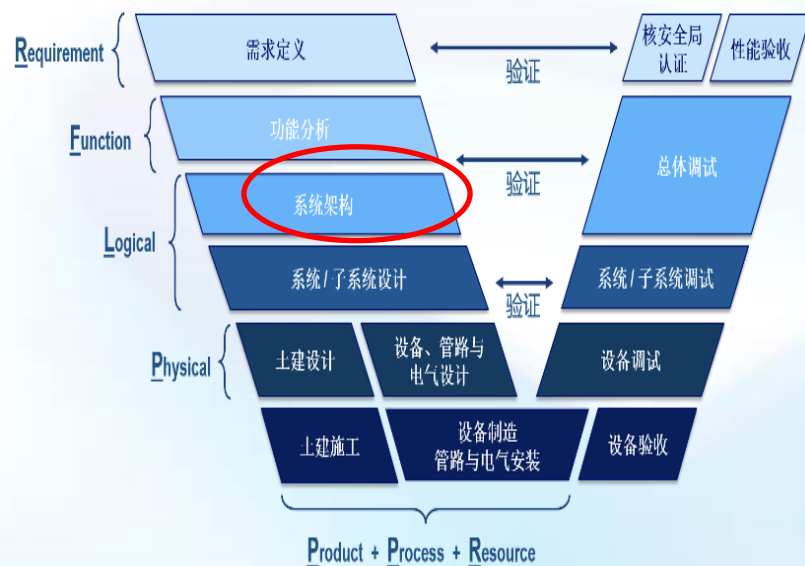 Requirement
需求定义
验证
核安全局
认证
性能验收
Function
功能分析
验证
总体调试
系统架构
Logical
系统 / 子系统设计
验证
系统 / 子系统调试
Physical
土建设计
设备、管路与
电气设计
设备调试
土建施工
设备制造
管路与电气安装
设备验收
Product + Process + Resource